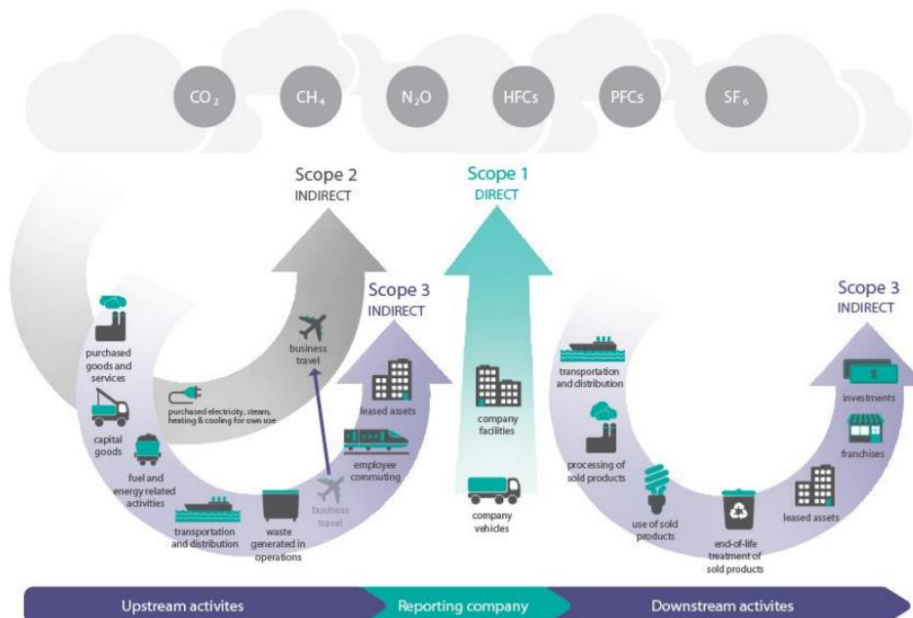 CO₂
CH₄
N₂O
HFCs
PFCs
SF₆
Scope 2
INDIRECT
Scope 1
DIRECT
Scope 3
INDIRECT
Scope 3
INDIRECT
purchased
goods and
services
capital
goods
fuel and
energy related
activities
transportation
and distribution
waste
generated in
operations
business
travel
purchased electricity, steam,
heating & cooling for own use
business
travel
employee
commuting
leased assets
company
facilities
company
vehicles
transportation
and distribution
processing of
sold products
use of sold
products
end-of-life
treatment of
sold products
leased assets
franchises
$
investments
Upstream activites
Reporting company
Downstream activites